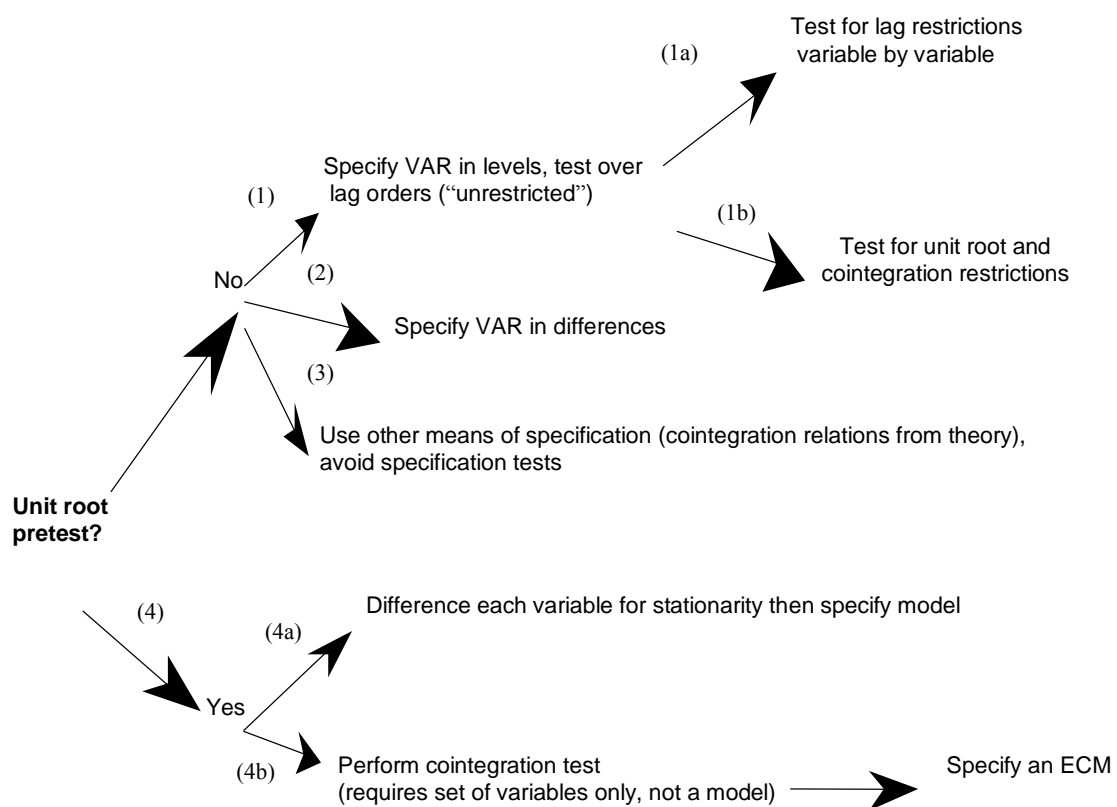 Test for lag restrictions
variable by variable
(1a)
Specify VAR in levels, test over
lag orders (“unrestricted”)
(1)
(1b)
Test for unit root and
cointegration restrictions
No
(2)
Specify VAR in differences
(3)
Use other means of specification (cointegration relations from theory),
avoid specification tests
Unit root
pretest?
(4)
Difference each variable for stationarity then specify model
(4a)
Yes
(4b)
Perform cointegration test
(requires set of variables only, not a model)
Specify an ECM